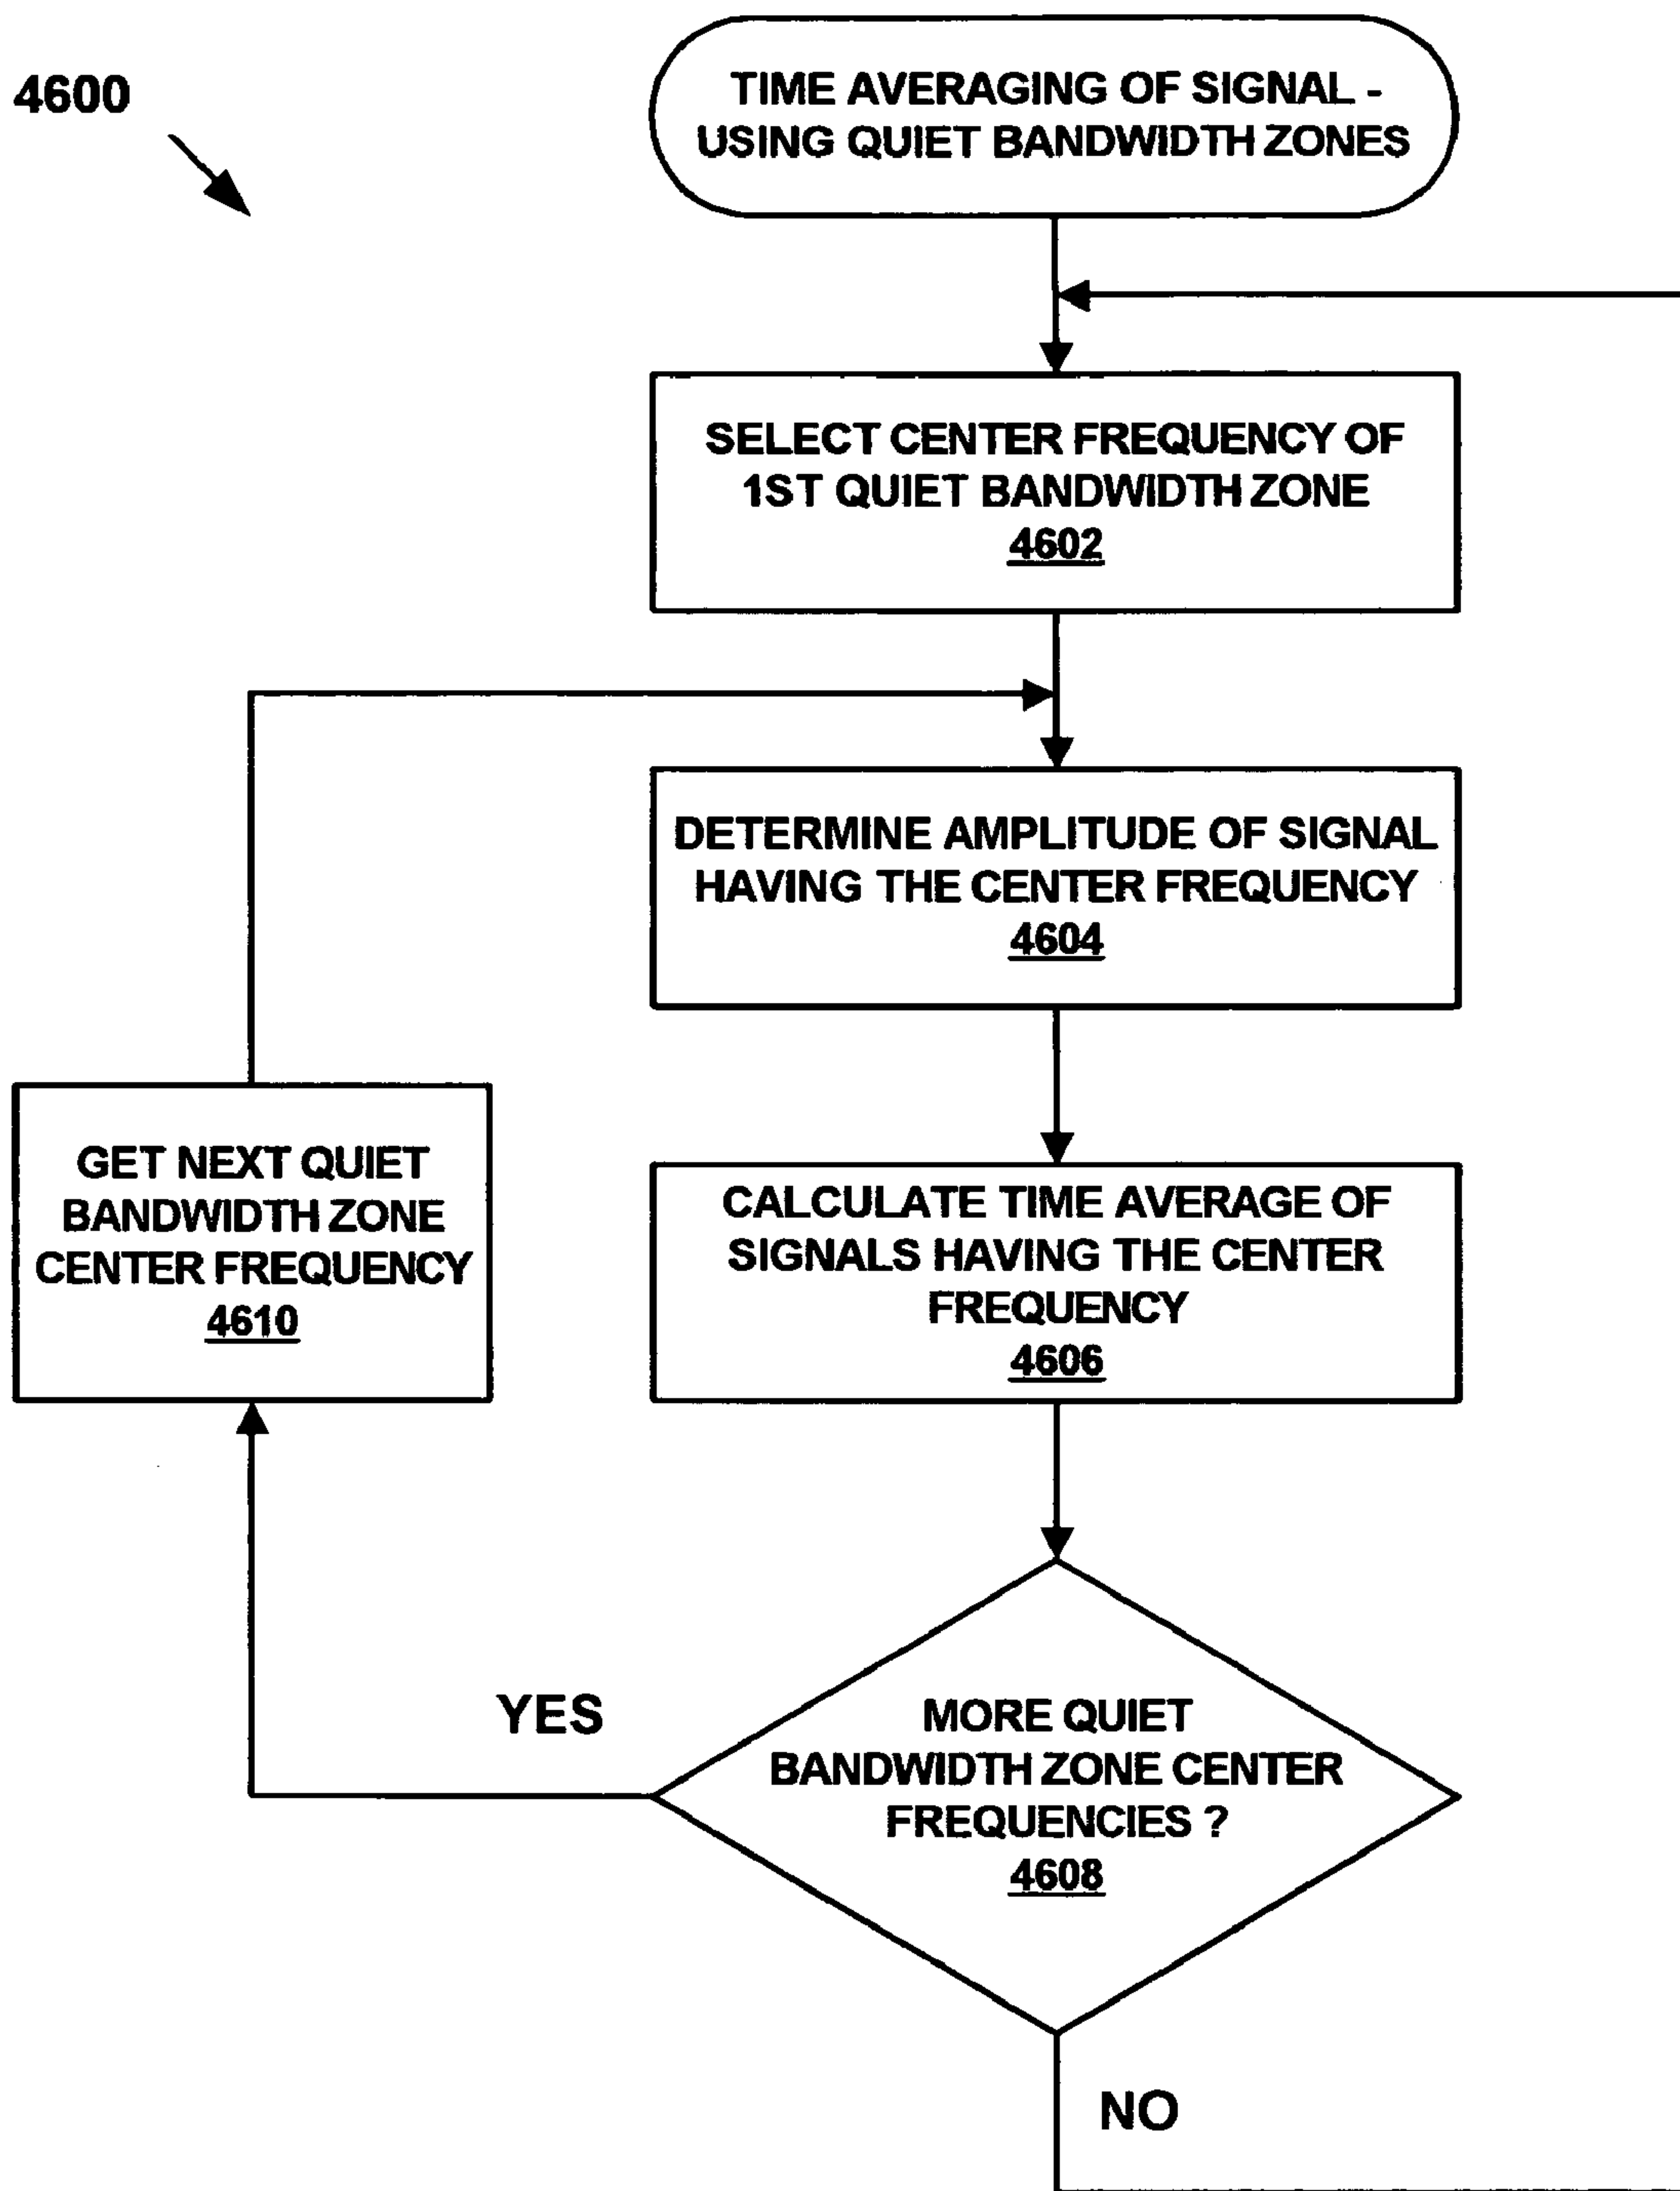 4600
TIME AVERAGING OF SIGNAL -
USING QUIET BANDWIDTH ZONES
SELECT CENTER FREQUENCY OF
1ST QUIET BANDWIDTH ZONE
4602
DETERMINE AMPLITUDE OF SIGNAL
HAVING THE CENTER FREQUENCY
4604
GET NEXT QUIET
BANDWIDTH ZONE
CENTER FREQUENCY
4610
CALCULATE TIME AVERAGE OF
SIGNALS HAVING THE CENTER
FREQUENCY
4606
YES
MORE QUIET
BANDWIDTH ZONE CENTER
FREQUENCIES ?
4608
NO